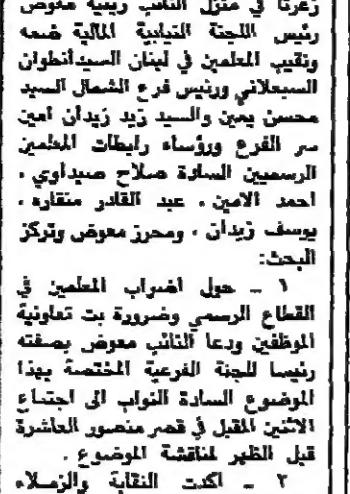 زغرتا في منزل النائب رينيه معوض
رئيس اللجنة النيابية المالية ضمه
ونقيب المعلمين في لبنان السيد أنطوان
السبعلاني ورئيس فرع الشمال السيد
محسن يمين والسيد زيد زيدان امين
سر الفرع ورؤساء رابطات المعلمين
الرسميين السادة صلاح صيداوي ،
احمد الامين ، عبد القادر منقاره ،
يوسف زيدان ، ومحرز معوض وتركز
البحث:
١ ـ حول اضراب المعلمين في
القطاع الرسمي وضرورة بت تعاونية
الموظفين ودعا النائب معوض بصفته
رئيسا للجنة الفرعية المختصة بهذا
الموضوع السادة النواب الى اجتماع
الاثنين المقبل في قصر منصور العاشرة
قبل الظهر لمناقشة الموضوع .
٢ ـ اكدت النقابة والزملاء